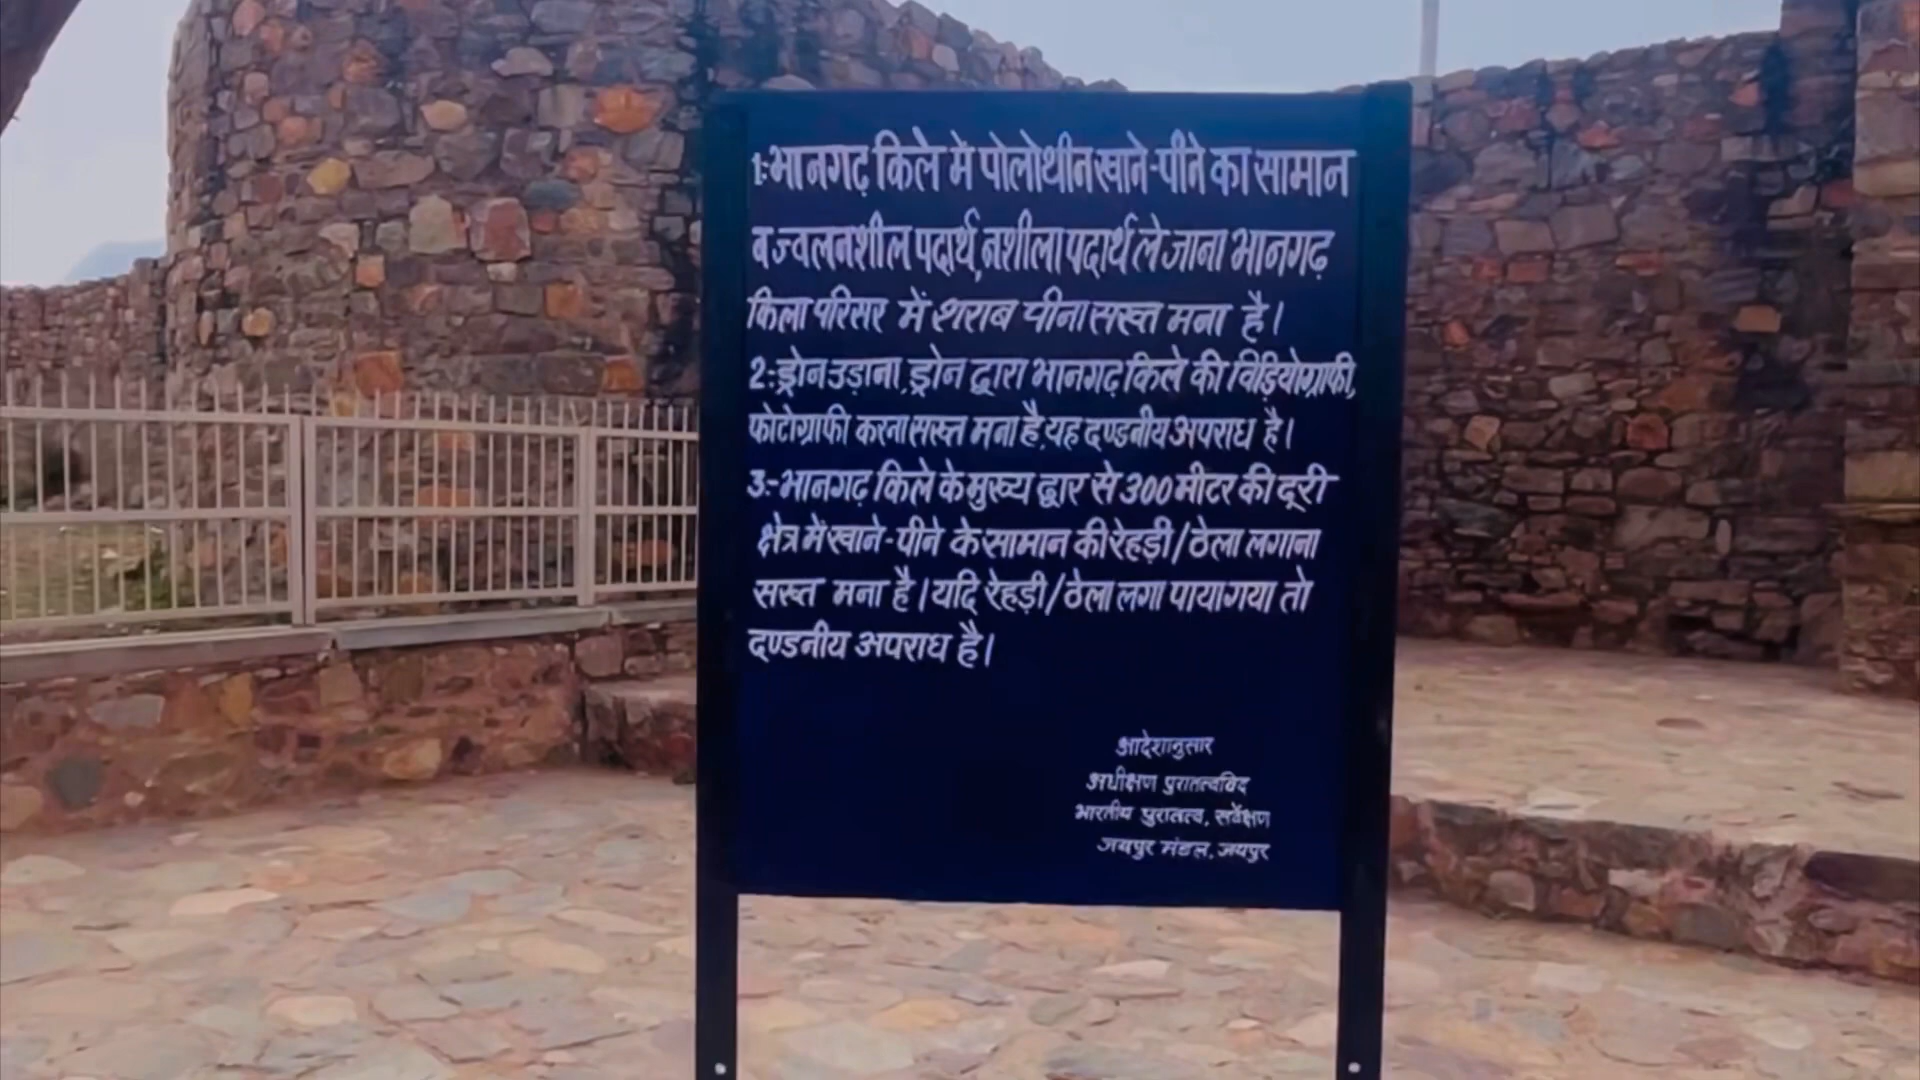 1:-भानगढ़ किले मे पोलोथीन खाने-पीने का सामान
ब ज्वलनशील पदार्थ, नशीला पदार्थ ले जाना भानगढ़
किला परिसर में शराब पीना सख्त मना है।
2:-ड्रोन उड़ाना, ड्रोन द्वारा भानगढ़ किले की विडियोग्राफी,
फोटोग्राफी करना सख्त मना है, यह दण्डनीय अपराध है।
3:-भानगढ़ किले के मुख्य द्वार से 300 मीटर की दूरी
क्षेत्र में खाने-पीने के सामान की रेहड़ी/ठेला लगाना
सख्त मना है। यदि रेहड़ी/ठेला लगा पाया गया तो
दण्डनीय अपराध है।
आदेशानुसार
अधीक्षण पुरातत्वविद
भारतीय पुरातत्व, सर्वेक्षण
जयपुर मंडल, जयपुर